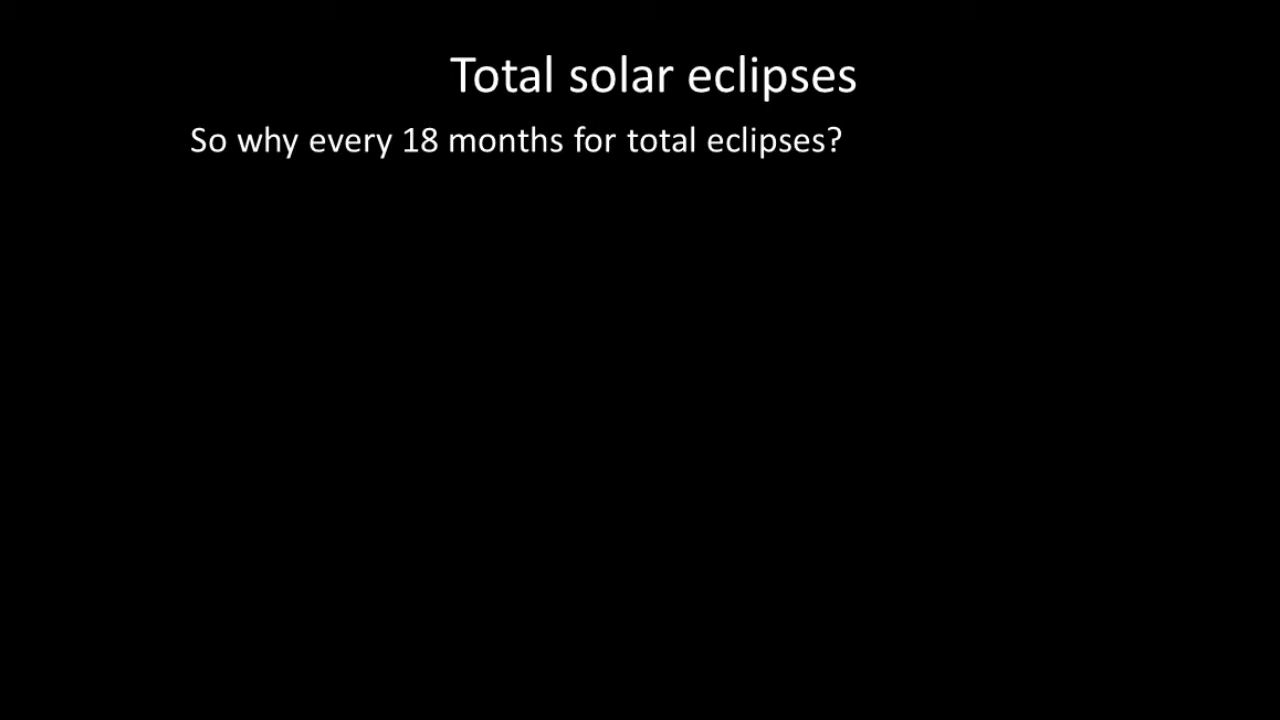 Total solar eclipses
So why every 18 months for total eclipses?